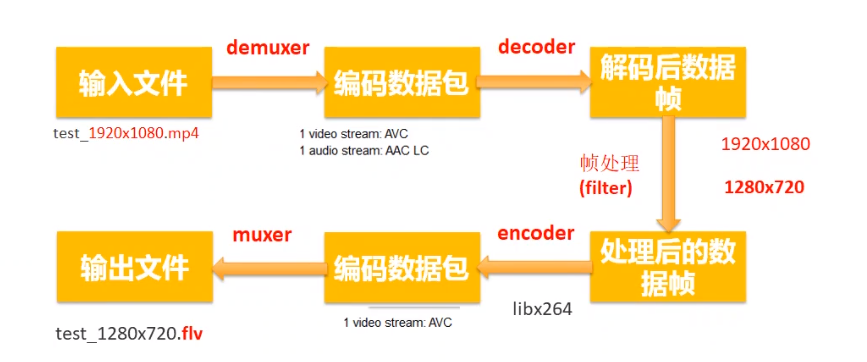 demuxer
decoder
输入文件
编码数据包
解码后数据
帧
test_1920x1080.mp4
1 video stream: AVC
1 audio stream: AAC LC
帧处理
(filter)
1920x1080
1280x720
muxer
encoder
输出文件
编码数据包
处理后的数
据帧
libx264
1 video stream: AVC
test_1280x720.flv